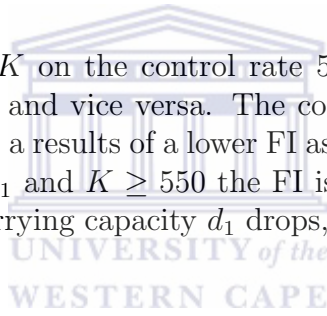 K on the control rate 5
and vice versa. The co
a results of a lower FI as
1 and K ≥ 550 the FI is
rrying capacity d₁ drops,
UNIVERSITY of the
WESTERN CAPE